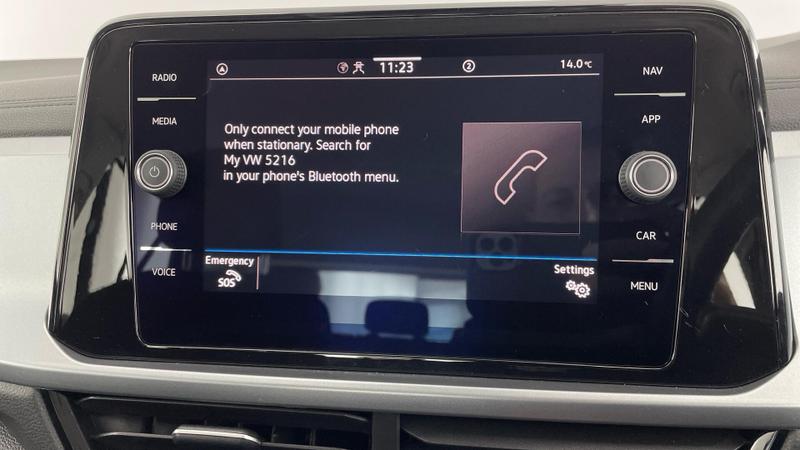 RADIO
MEDIA
PHONE
VOICE
11:23
2
14.0°C
Only connect your mobile phone
when stationary. Search for
My VW 5216
in your phone's Bluetooth menu.
Emergency
SOS
Settings
NAV
APP
CAR
MENU